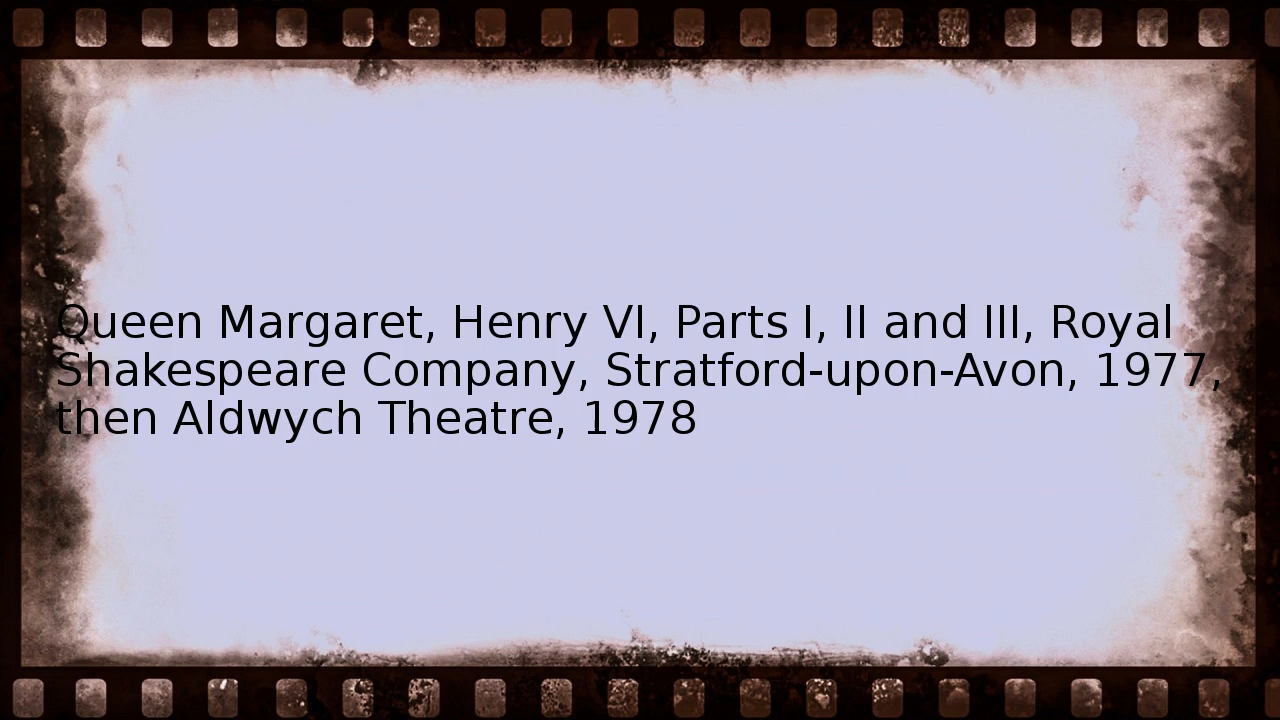 Queen Margaret, Henry VI, Parts I, II and III, Royal
Shakespeare Company, Stratford-upon-Avon, 1977,
then Aldwych Theatre, 1978